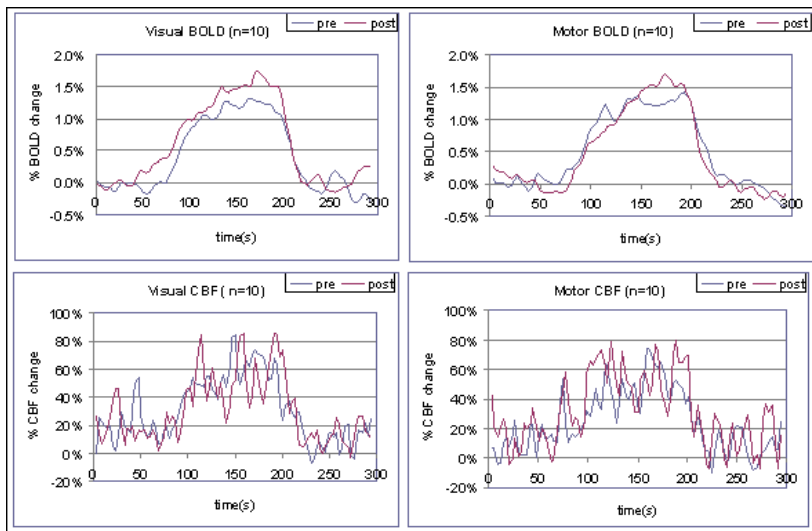 Visual BOLD (n=10)
pre post
2.0%
1.5%
1.0%
0.5%
0.0%
-0.5%
% BOLD change
0 50 100 150 200 250 300
time(s)
Motor BOLD (n=10)
pre post
2.0%
1.5%
1.0%
0.5%
0.0%
-0.5%
% BOLD change
0 50 100 150 200 250 300
time(s)
Visual CBF ( n=10)
pre post
100%
80%
60%
40%
20%
0%
-20%
% CBF change
0 50 100 150 200 250 300
time(s)
Motor CBF (n=10)
pre post
100%
80%
60%
40%
20%
0%
-20%
% CBF change
0 50 100 150 200 250 300
time(s)